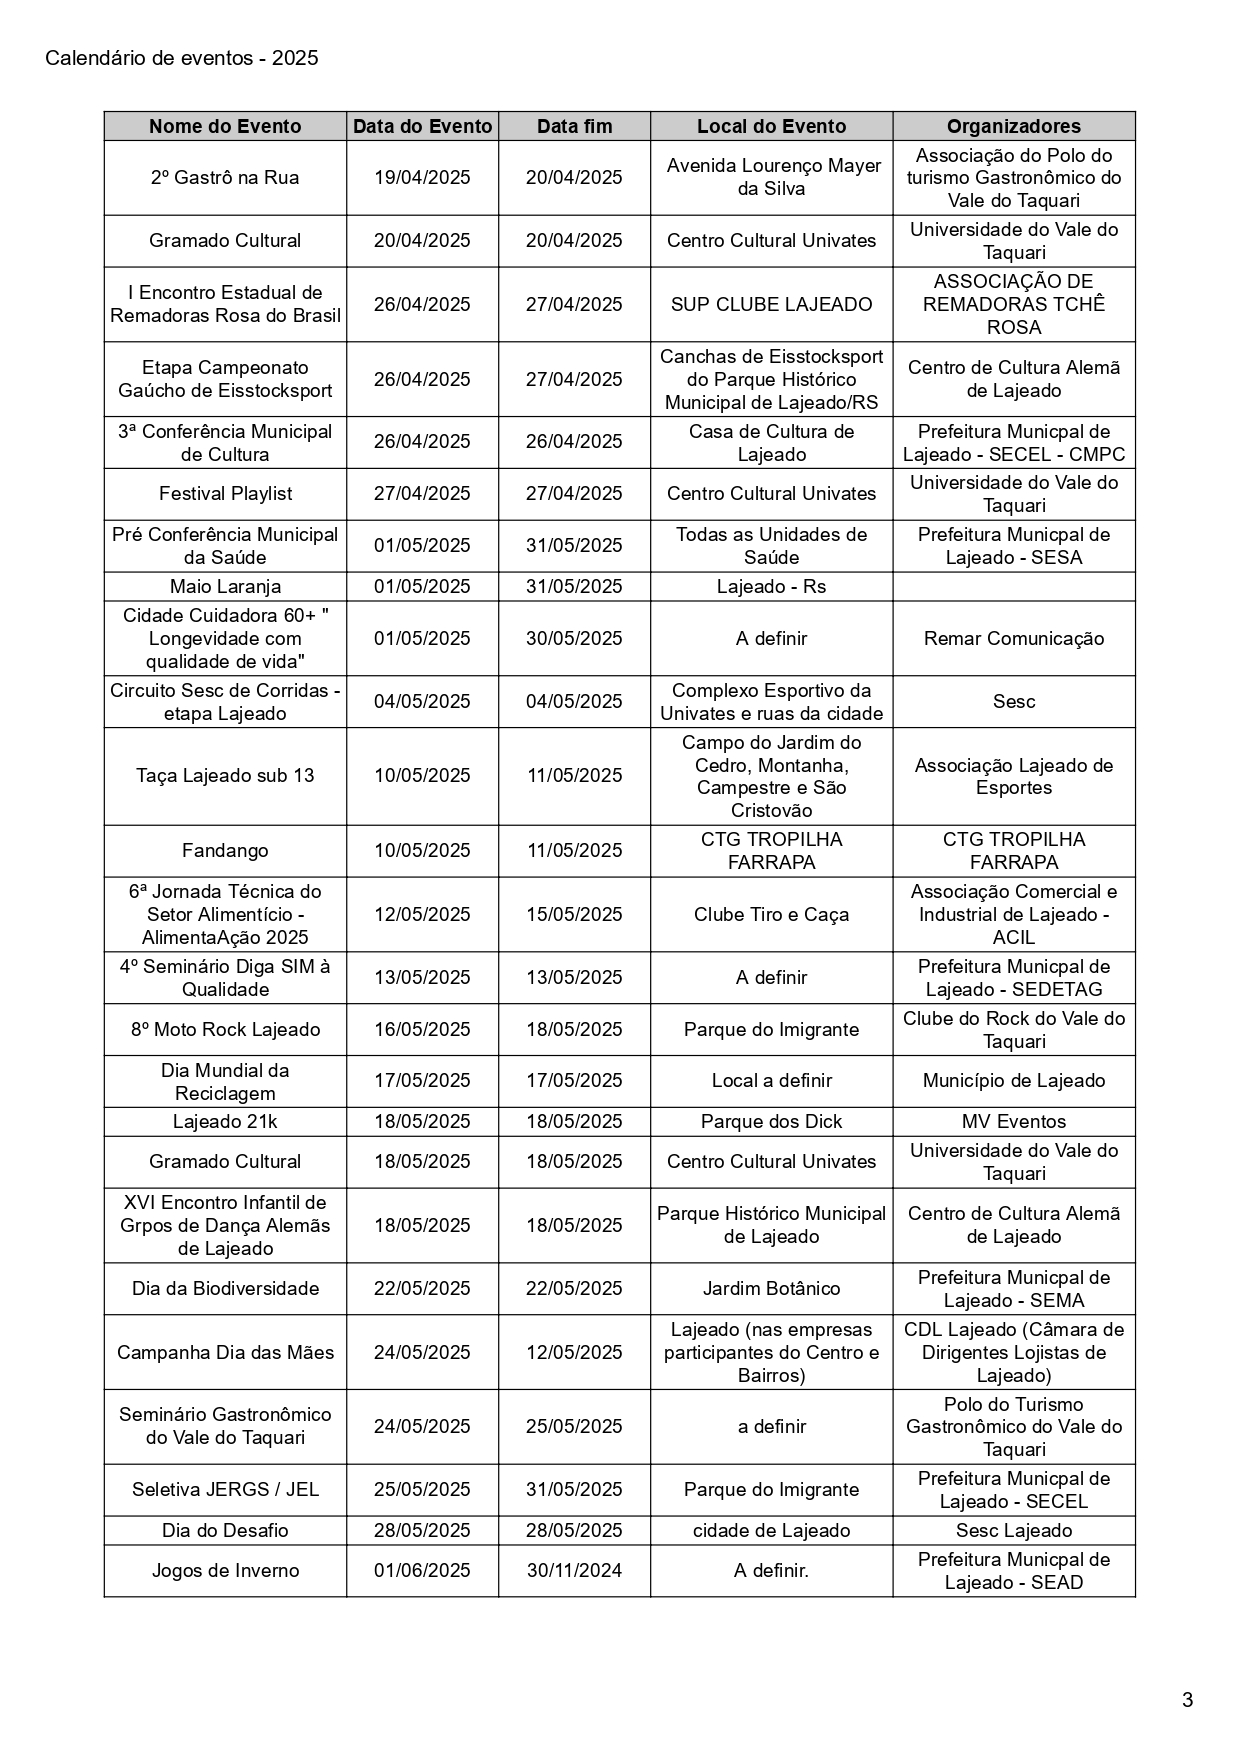 Calendário de eventos - 2025
Nome do Evento Data do Evento Data fim Local do Evento Organizadores
2º Gastrô na Rua 19/04/2025 20/04/2025 Avenida Lourenço Mayer
da Silva Associação do Polo do
turismo Gastronômico do
Vale do Taquari
Gramado Cultural 20/04/2025 20/04/2025 Centro Cultural Univates Universidade do Vale do
Taquari
I Encontro Estadual de
Remadoras Rosa do Brasil 26/04/2025 27/04/2025 SUP CLUBE LAJEADO ASSOCIAÇÃO DE
REMADORAS TCHÊ
ROSA
Etapa Campeonato
Gaúcho de Eisstocksport 26/04/2025 27/04/2025 Canchas de Eisstocksport
do Parque Histórico
Municipal de Lajeado/RS Centro de Cultura Alemã
de Lajeado
3ª Conferência Municipal
de Cultura 26/04/2025 26/04/2025 Casa de Cultura de
Lajeado Prefeitura Municpal de
Lajeado - SECEL - CMPC
Festival Playlist 27/04/2025 27/04/2025 Centro Cultural Univates Universidade do Vale do
Taquari
Pré Conferência Municipal
da Saúde 01/05/2025 31/05/2025 Todas as Unidades de
Saúde Prefeitura Municpal de
Lajeado - SESA
Maio Laranja 01/05/2025 31/05/2025 Lajeado - Rs
Cidade Cuidadora 60+ "
Longevidade com
qualidade de vida" 01/05/2025 30/05/2025 A definir Remar Comunicação
Circuito Sesc de Corridas -
etapa Lajeado 04/05/2025 04/05/2025 Complexo Esportivo da
Univates e ruas da cidade Sesc
Taça Lajeado sub 13 10/05/2025 11/05/2025 Campo do Jardim do
Cedro, Montanha,
Campestre e São
Cristovão Associação Lajeado de
Esportes
Fandango 10/05/2025 11/05/2025 CTG TROPILHA
FARRAPA CTG TROPILHA
FARRAPA
6ª Jornada Técnica do
Setor Alimentício -
AlimentaAção 2025 12/05/2025 15/05/2025 Clube Tiro e Caça Associação Comercial e
Industrial de Lajeado -
ACIL
4º Seminário Diga SIM à
Qualidade 13/05/2025 13/05/2025 A definir Prefeitura Municpal de
Lajeado - SEDETAG
8º Moto Rock Lajeado 16/05/2025 18/05/2025 Parque do Imigrante Clube do Rock do Vale do
Taquari
Dia Mundial da
Reciclagem 17/05/2025 17/05/2025 Local a definir Município de Lajeado
Lajeado 21k 18/05/2025 18/05/2025 Parque dos Dick MV Eventos
Gramado Cultural 18/05/2025 18/05/2025 Centro Cultural Univates Universidade do Vale do
Taquari
XVI Encontro Infantil de
Grpos de Dança Alemãs
de Lajeado 18/05/2025 18/05/2025 Parque Histórico Municipal
de Lajeado Centro de Cultura Alemã
de Lajeado
Dia da Biodiversidade 22/05/2025 22/05/2025 Jardim Botânico Prefeitura Municpal de
Lajeado - SEMA
Campanha Dia das Mães 24/05/2025 12/05/2025 Lajeado (nas empresas
participantes do Centro e
Bairros) CDL Lajeado (Câmara de
Dirigentes Lojistas de
Lajeado)
Seminário Gastronômico
do Vale do Taquari 24/05/2025 25/05/2025 a definir Polo do Turismo
Gastronômico do Vale do
Taquari
Seletiva JERGS / JEL 25/05/2025 31/05/2025 Parque do Imigrante Prefeitura Municpal de
Lajeado - SECEL
Dia do Desafio 28/05/2025 28/05/2025 cidade de Lajeado Sesc Lajeado
Jogos de Inverno 01/06/2025 30/11/2024 A definir. Prefeitura Municpal de
Lajeado - SEAD
3